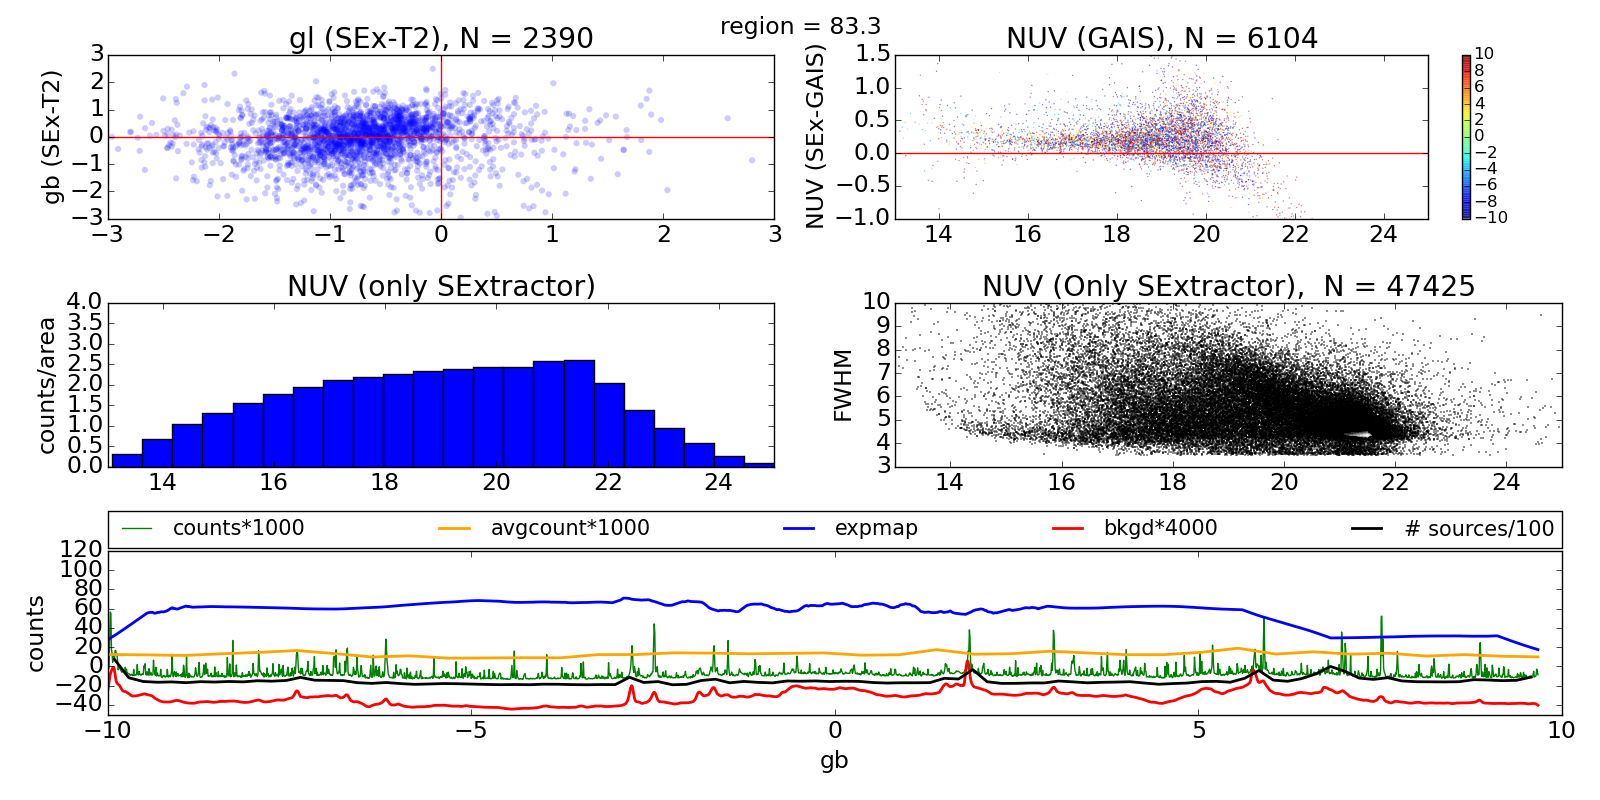 region = 83.3
gl (SEx-T2), N = 2390
gb (SEx-T2)
3
2
1
0
−1
−2
−3
−3 −2 −1 0 1 2 3
NUV (GAIS), N = 6104
NUV (SEx-GAIS)
1.5
1.0
0.5
0.0
−0.5
−1.0
14 16 18 20 22 24
10
8
6
4
2
0
−2
−4
−6
−8
−10
NUV (only SExtractor)
counts/area
4.0
3.5
3.0
2.5
2.0
1.5
1.0
0.5
0.0
14 16 18 20 22 24
NUV (Only SExtractor), N = 47425
FWHM
10
9
8
7
6
5
4
3
14 16 18 20 22 24
counts*1000 avgcount*1000 expmap bkgd*4000 # sources/100
counts
120
100
80
60
40
20
0
−20
−40
−10 −5 0 5 10
gb